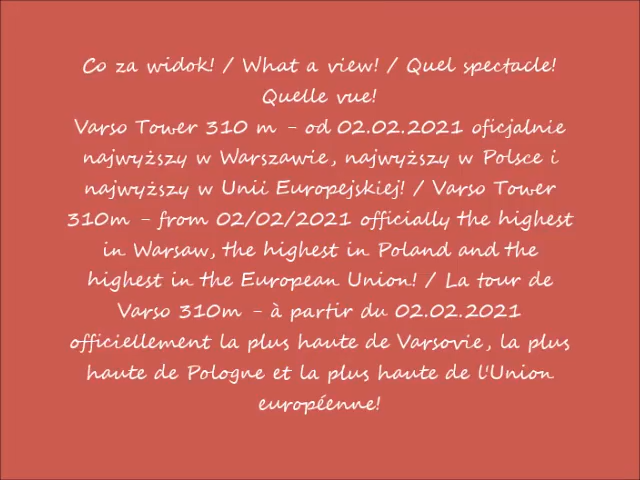 Co za widok! / What a view! / Quel spectacle!
Quelle vue!
Varso Tower 310 m - od 02.02.2021 oficjalnie
najwyższy w Warszawie, najwyższy w Polsce i
najwyższy w Unii Europejskiej! / Varso Tower
310m - from 02/02/2021 officially the highest
in Warsaw, the highest in Poland and the
highest in the European Union! / La tour de
Varso 310m - à partir du 02.02.2021
officiellement la plus haute de Varsovie, la plus
haute de Pologne et la plus haute de l'Union
européenne!